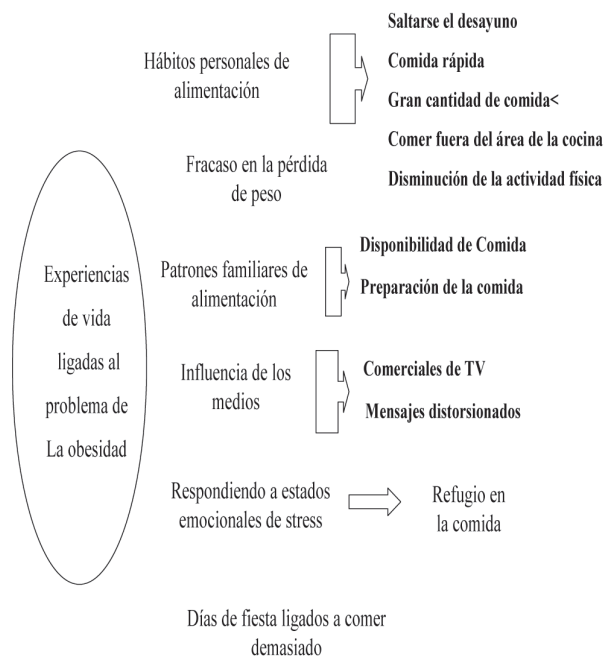 Hábitos personales de
alimentación
Saltarse el desayuno
Comida rápida
Gran cantidad de comida<
Comer fuera del área de la cocina
Disminución de la actividad física
Fracaso en la pérdida
de peso
Experiencias
de vida
ligadas al
problema de
La obesidad
Patrones familiares de
alimentación
Disponibilidad de Comida
Preparación de la comida
Influencia de los
medios
Comerciales de TV
Mensajes distorsionados
Respondiendo a estados
emocionales de stress
Refugio en
la comida
Días de fiesta ligados a comer
demasiado